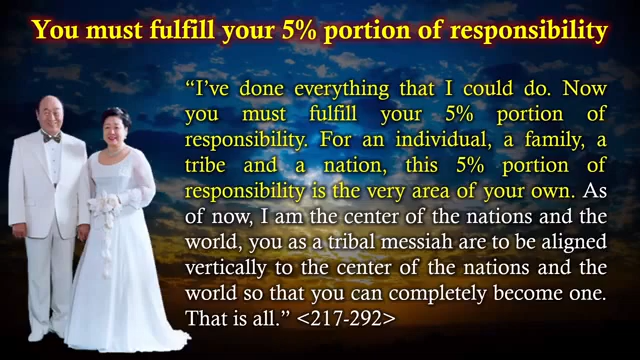 You must fulfill your 5% portion of responsibility
“I’ve done everything that I could do. Now
you must fulfill your 5% portion of
responsibility. For an individual, a family, a
tribe and a nation, this 5% portion of
responsibility is the very area of your own. As
of now, I am the center of the nations and the
world, you as a tribal messiah are to be aligned
vertically to the center of the nations and the
world so that you can completely become one.
That is all.” <217-292>